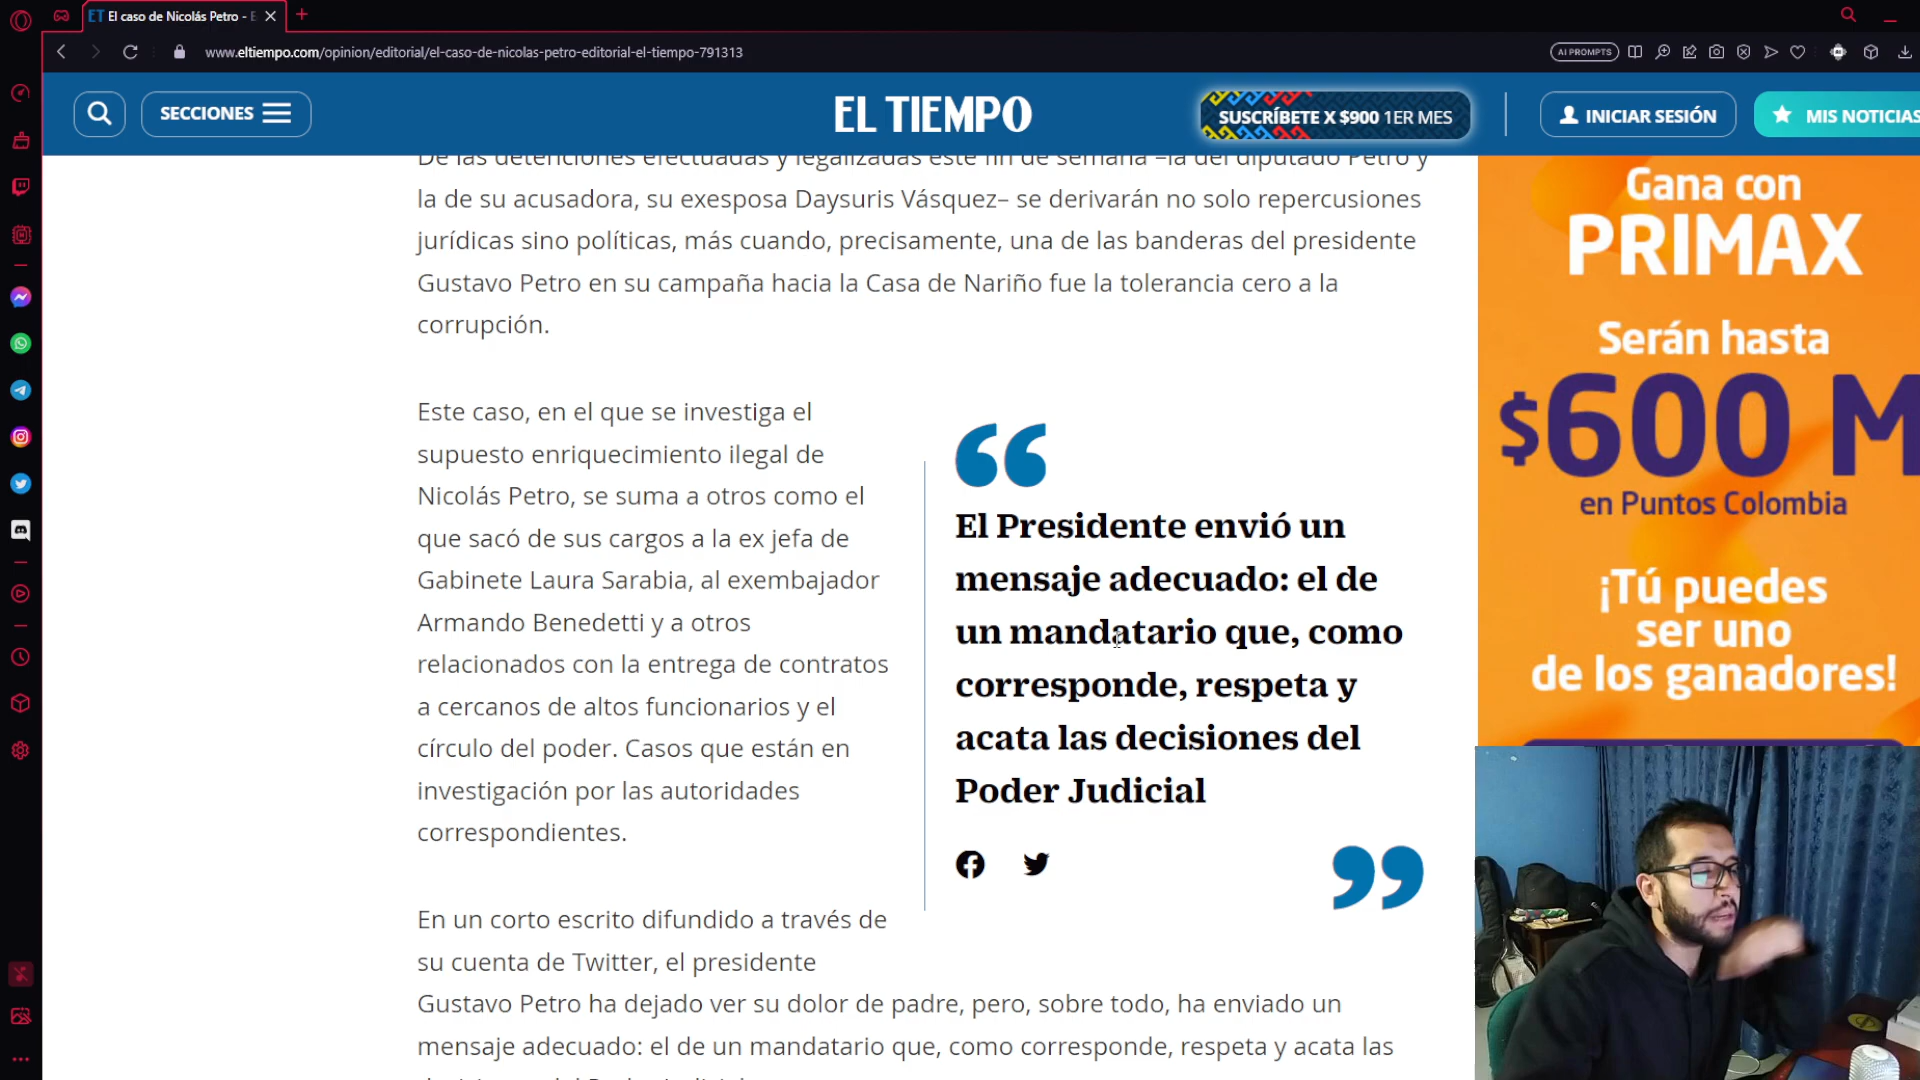 ET El caso de Nicolás Petro - E
www.eltiempo.com/opinion/editorial/el-caso-de-nicolas-petro-editorial-el-tiempo-791313
AI PROMPTS
SECCIONES
EL TIEMPO
SUSCRÍBETE X $900 1ER MES
INICIAR SESIÓN
MIS NOTICIAS
De las detenciones efectuadas y legalizadas este fin de semana –la del diputado Petro y
la de su acusadora, su exesposa Daysuris Vásquez– se derivarán no solo repercusiones
jurídicas sino políticas, más cuando, precisamente, una de las banderas del presidente
Gustavo Petro en su campaña hacia la Casa de Nariño fue la tolerancia cero a la
corrupción.
Este caso, en el que se investiga el
supuesto enriquecimiento ilegal de
Nicolás Petro, se suma a otros como el
que sacó de sus cargos a la ex jefa de
Gabinete Laura Sarabia, al exembajador
Armando Benedetti y a otros
relacionados con la entrega de contratos
a cercanos de altos funcionarios y el
círculo del poder. Casos que están en
investigación por las autoridades
correspondientes.
“
El Presidente envió un
mensaje adecuado: el de
un mandatario que, como
corresponde, respeta y
acata las decisiones del
Poder Judicial
”
En un corto escrito difundido a través de
su cuenta de Twitter, el presidente
Gustavo Petro ha dejado ver su dolor de padre, pero, sobre todo, ha enviado un
mensaje adecuado: el de un mandatario que, como corresponde, respeta y acata las
Gana con
PRIMAX
Serán hasta
$600 M
en Puntos Colombia
¡Tú puedes
ser uno
de los ganadores!